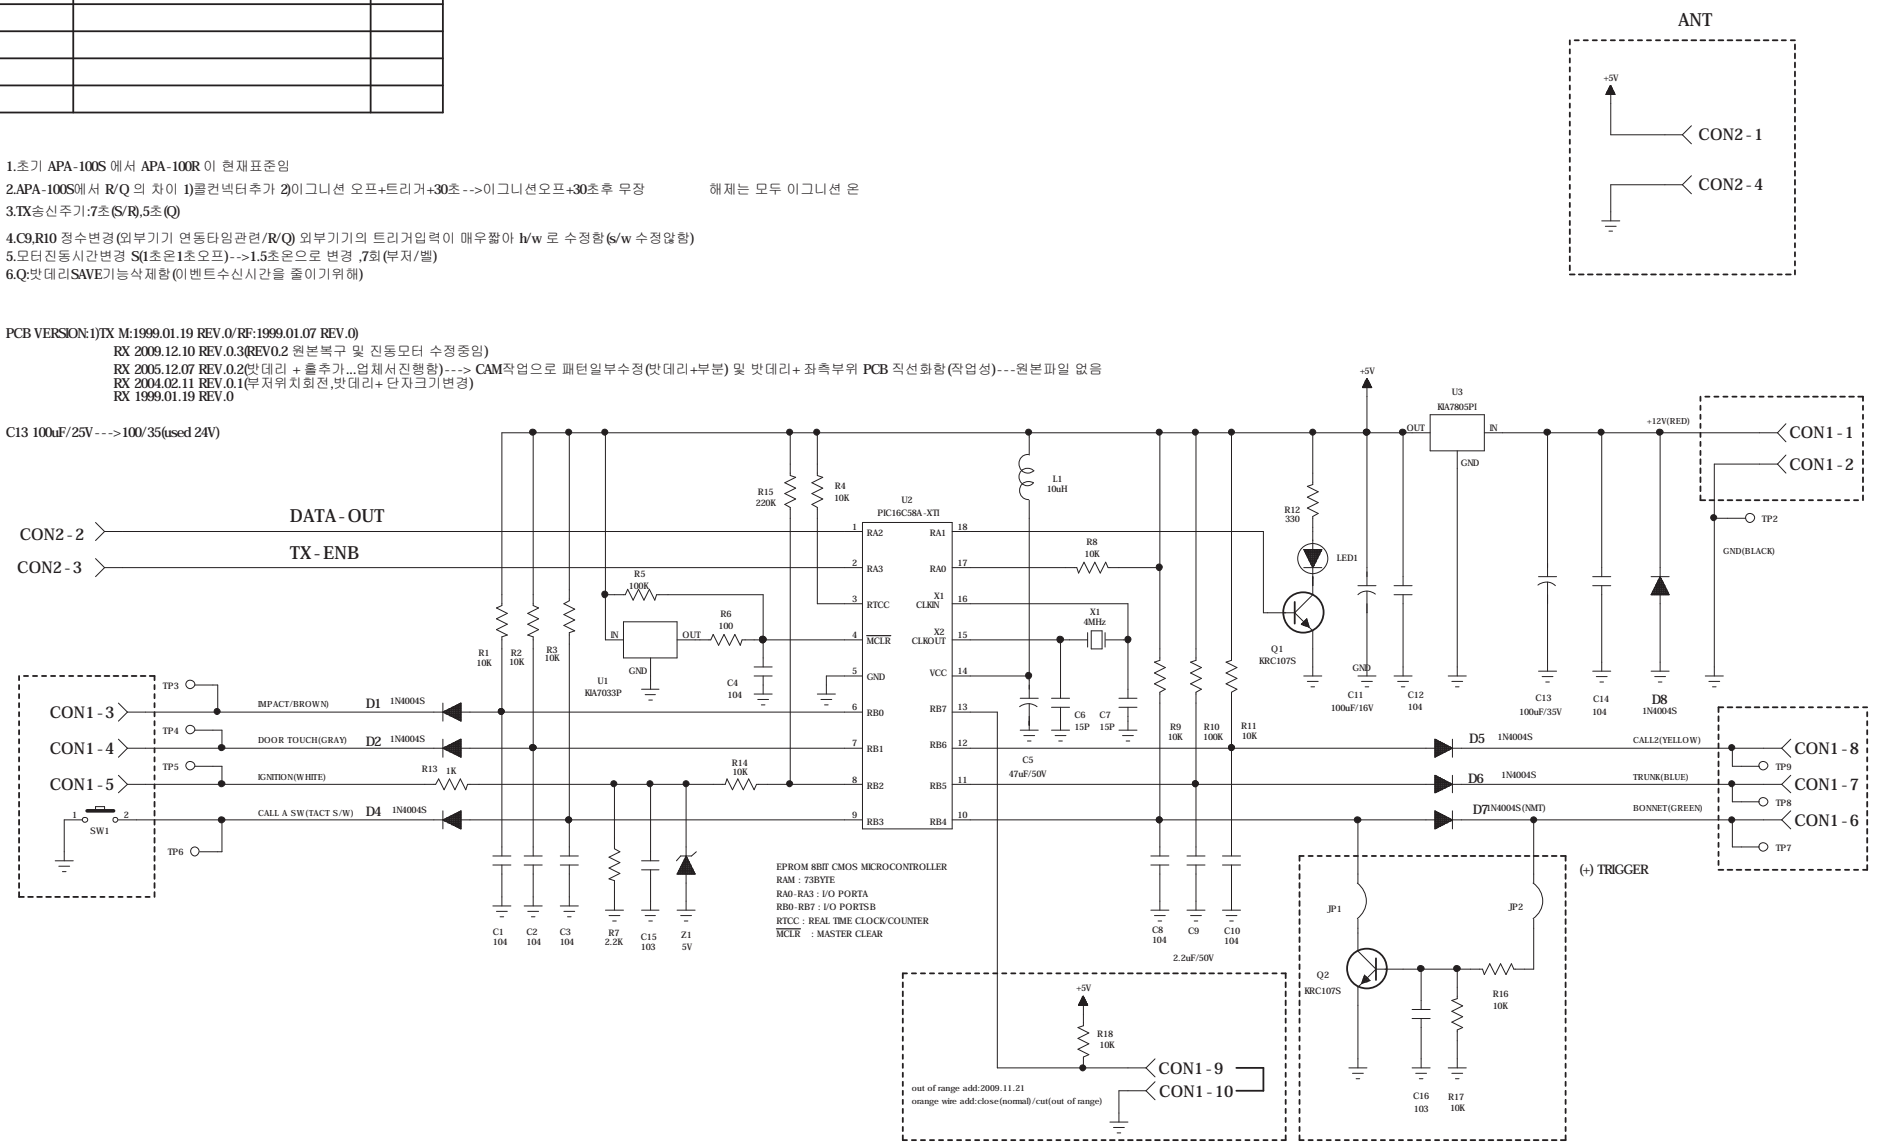 ANT
+5V
CON2-1
CON2-4
1.초기 APA-100S 에서 APA-100R 이 현재표준임
2.APA-100S에서 R/Q 의 차이 1)콜컨넥터추가 2)이그니션 오프+트리거+30초-->이그니션오프+30초후 무장 해제는 모두 이그니션 온
3.TX송신주기:7초(S/R),5초(Q)
4.C9,R10 정수변경(외부기기 연동타임관련/R/Q) 외부기기의 트리거입력이 매우짧아 h/w 로 수정함(s/w 수정않함)
5.모터진동시간변경 S(1초온1초오프)-->1.5초온으로 변경 ,7회(부저/벨)
6.Q:밧데리SAVE기능삭제함(이벤트수신시간을 줄이기위해)
PCB VERSION:1)TX M:1999.01.19 REV.0/RF:1999.01.07 REV.0)
RX 2009.12.10 REV.0.3(REV0.2 원본복구 및 진동모터 수정중임)
RX 2005.12.07 REV.0.2(밧데리 + 홀추가...업체서진행함)---> CAM작업으로 패턴일부수정(밧데리+부분) 및 밧데리+ 좌측부위 PCB 직선화함(작업성)---원본파일 없음
RX 2004.02.11 REV.0.1(부저위치회전,밧데리+ 단자크기변경)
RX 1999.01.19 REV.0
C13 100uF/25V--->100/35(used 24V)
+5V
U3
KIA7805PI
OUT
IN
GND
+12V(RED)
CON1-1
CON1-2
TP2
GND(BLACK)
R15
220K
R4
10K
L1
10uH
R12
330
LED1
Q1
KRC107S
GND
C11
100uF/16V
C12
104
C13
100uF/35V
C14
104
D8
1N4004S
CON2-2
DATA-OUT
CON2-3
TX-ENB
U2
PIC16C58A-XTI
1
RA2
RA1
18
2
RA3
RA0
17
3
RTCC
X1
CLKIN
16
4
MCLR
X2
CLKOUT
15
5
GND
VCC
14
6
RB0
RB7
13
7
RB1
RB6
12
8
RB2
RB5
11
9
RB3
RB4
10
R8
10K
X1
4MHz
R5
100K
R6
100
IN
OUT
GND
U1
KIA7033P
C4
104
R1
10K
R2
10K
R3
10K
C6
15P
C7
15P
C5
47uF/50V
R9
10K
R10
100K
R11
10K
TP3
CON1-3
IMPACT/BROWN)
D1
1N4004S
TP4
CON1-4
DOOR TOUCH(GRAY)
D2
1N4004S
TP5
CON1-5
IGNITION(WHITE)
R13
1K
R14
10K
1
2
SW1
CALL A SW(TACT S/W)
D4
1N4004S
TP6
D5
1N4004S
CALL2(YELLOW)
CON1-8
TP9
D6
1N4004S
TRUNK(BLUE)
CON1-7
TP8
D7
1N4004S(NMT)
BONNET(GREEN)
CON1-6
TP7
C1
104
C2
104
C3
104
R7
2.2K
C15
103
Z1
5V
EPROM 8BIT CMOS MICROCONTROLLER
RAM : 73BYTE
RA0-RA3 : I/O PORTA
RB0-RB7 : I/O PORTSB
RTCC : REAL TIME CLOCK/COUNTER
MCLR : MASTER CLEAR
C8
104
C9
2.2uF/50V
C10
104
(+) TRIGGER
JP1
JP2
Q2
KRC107S
R16
10K
C16
103
R17
10K
+5V
R18
10K
CON1-9
CON1-10
out of range add:2009.11.21
orange wire add:close(normal)/cut(out of range)